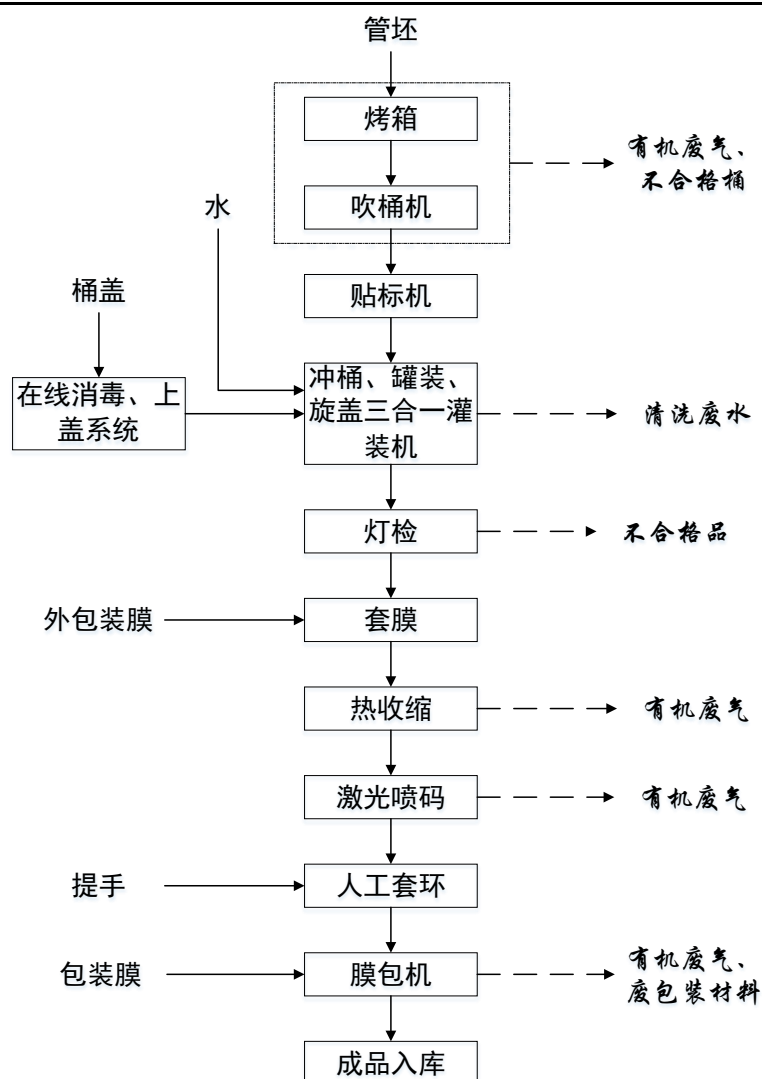 管坯
烤箱
有机废气、
不合格桶
吹桶机
水
桶盖
贴标机
在线消毒、上
盖系统
冲桶、罐装、
旋盖三合一灌
装机
清洗废水
灯检
不合格品
外包装膜
套膜
热收缩
有机废气
激光喷码
有机废气
提手
人工套环
包装膜
膜包机
有机废气、
废包装材料
成品入库